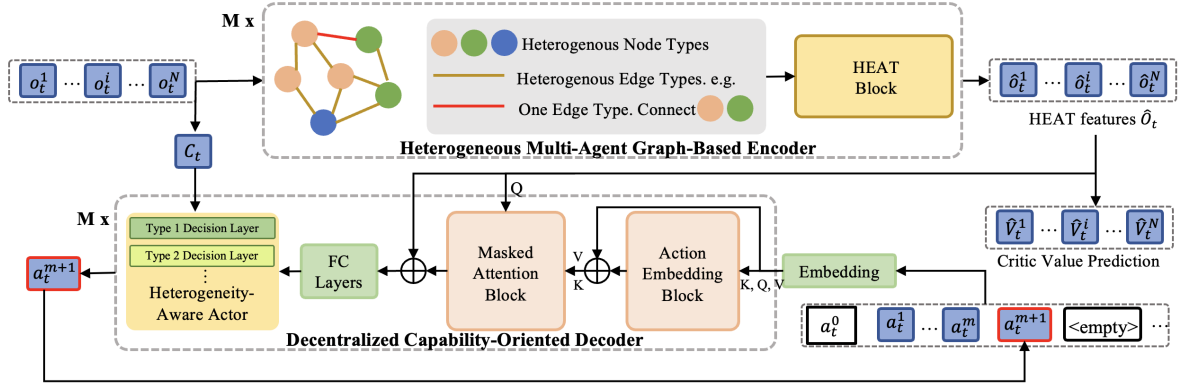 M x
o_t^1 ... o_t^i ... o_t^N
Heterogenous Node Types
Heterogenous Edge Types. e.g.
One Edge Type. Connect
HEAT
Block
ô_t^1 ... ô_t^i ... ô_t^N
HEAT features Ô_t
Heterogeneous Multi-Agent Graph-Based Encoder
C_t
Q
M x
Type 1 Decision Layer
Type 2 Decision Layer
⋮
Heterogeneity-
Aware Actor
FC
Layers
Masked
Attention
Block
V
K
Action
Embedding
Block
K, Q, V
Embedding
V̂_t^1 ... V̂_t^i ... V̂_t^N
Critic Value Prediction
a_t^{m+1}
a_t^0 a_t^1 ... a_t^m a_t^{m+1} <empty> ...
Decentralized Capability-Oriented Decoder